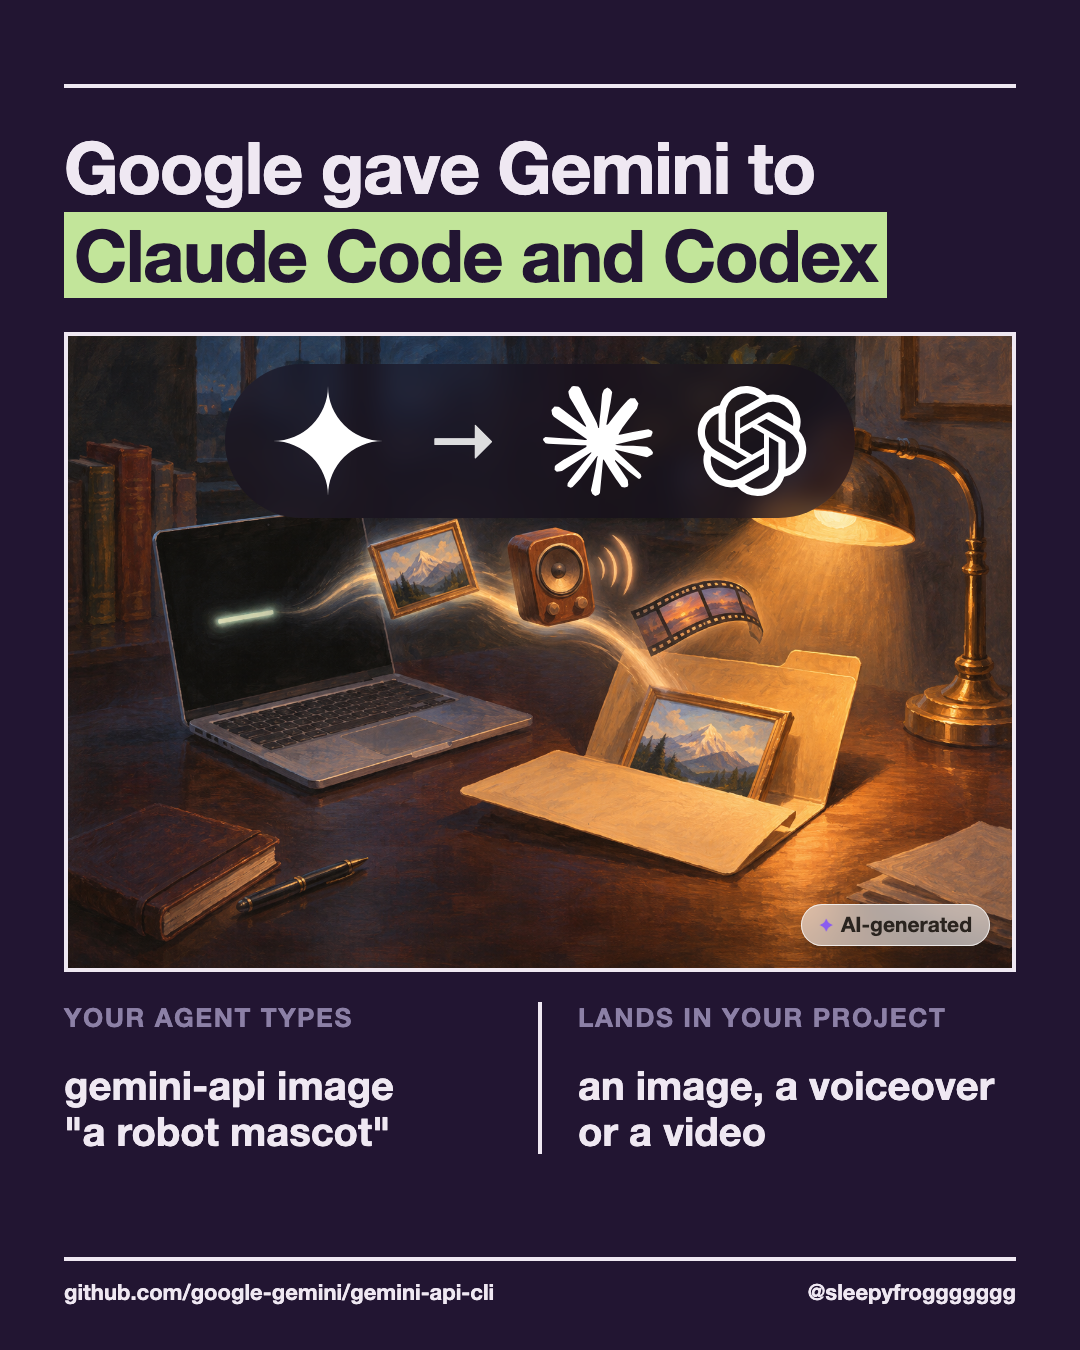 Google gave Gemini to
Claude Code and Codex
AI-generated
YOUR AGENT TYPES
gemini-api image
"a robot mascot"
LANDS IN YOUR PROJECT
an image, a voiceover
or a video
github.com/google-gemini/gemini-api-cli
@sleepyfroggggggg